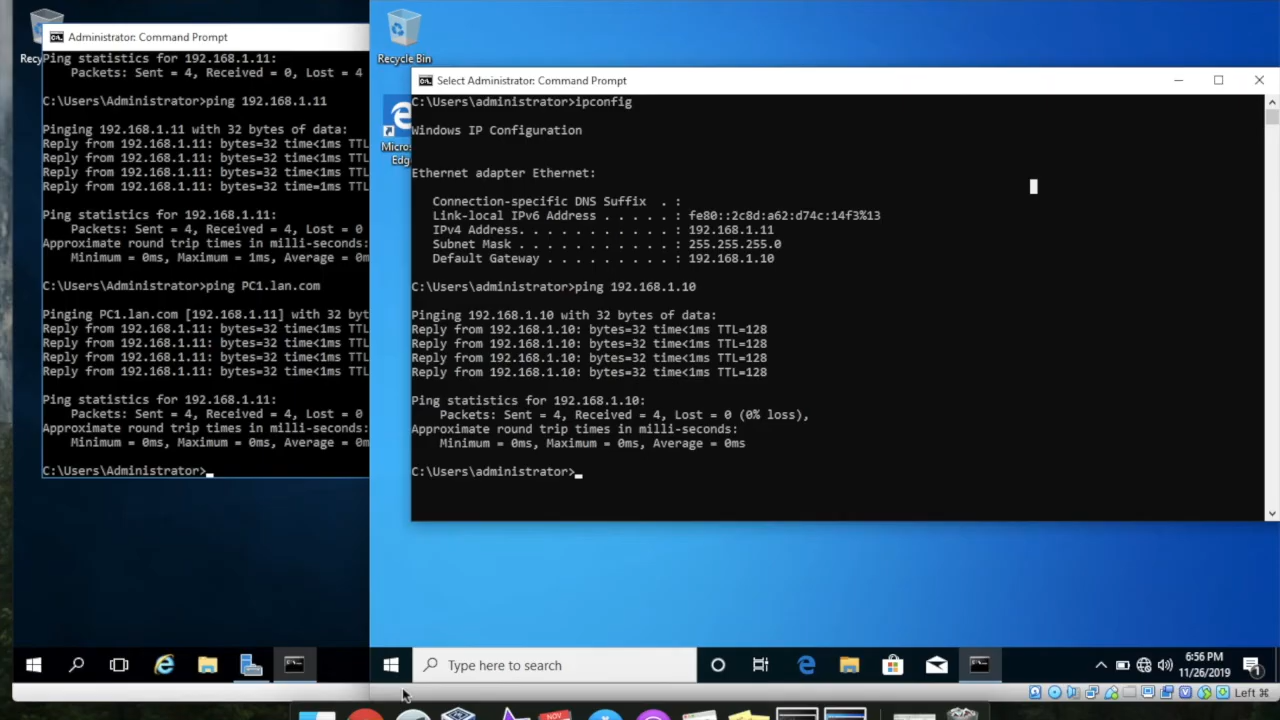 Recy
Administrator: Command Prompt
Ping statistics for 192.168.1.11:
Packets: Sent = 4, Received = 0, Lost = 4
C:\Users\Administrator>ping 192.168.1.11
Pinging 192.168.1.11 with 32 bytes of data:
Reply from 192.168.1.11: bytes=32 time<1ms TTL
Reply from 192.168.1.11: bytes=32 time<1ms TTL
Reply from 192.168.1.11: bytes=32 time<1ms TTL
Reply from 192.168.1.11: bytes=32 time=1ms TTL
Ping statistics for 192.168.1.11:
Packets: Sent = 4, Received = 4, Lost = 0
Approximate round trip times in milli-seconds:
Minimum = 0ms, Maximum = 1ms, Average = 0m
C:\Users\Administrator>ping PC1.lan.com
Pinging PC1.lan.com [192.168.1.11] with 32 byt
Reply from 192.168.1.11: bytes=32 time<1ms TTL
Reply from 192.168.1.11: bytes=32 time<1ms TTL
Reply from 192.168.1.11: bytes=32 time<1ms TTL
Reply from 192.168.1.11: bytes=32 time<1ms TTL
Ping statistics for 192.168.1.11:
Packets: Sent = 4, Received = 4, Lost = 0
Approximate round trip times in milli-seconds:
Minimum = 0ms, Maximum = 0ms, Average = 0m
C:\Users\Administrator>
Recycle Bin
Micros
Edg
Select Administrator: Command Prompt
C:\Users\administrator>ipconfig
Windows IP Configuration
Ethernet adapter Ethernet:
Connection-specific DNS Suffix . :
Link-local IPv6 Address . . . . . : fe80::2c8d:a62:d74c:14f3%13
IPv4 Address. . . . . . . . . . . : 192.168.1.11
Subnet Mask . . . . . . . . . . . : 255.255.255.0
Default Gateway . . . . . . . . . : 192.168.1.10
C:\Users\administrator>ping 192.168.1.10
Pinging 192.168.1.10 with 32 bytes of data:
Reply from 192.168.1.10: bytes=32 time<1ms TTL=128
Reply from 192.168.1.10: bytes=32 time<1ms TTL=128
Reply from 192.168.1.10: bytes=32 time<1ms TTL=128
Reply from 192.168.1.10: bytes=32 time<1ms TTL=128
Ping statistics for 192.168.1.10:
Packets: Sent = 4, Received = 4, Lost = 0 (0% loss),
Approximate round trip times in milli-seconds:
Minimum = 0ms, Maximum = 0ms, Average = 0ms
C:\Users\administrator>
Type here to search
6:56 PM
11/26/2019
1
Left ⌘
NOV